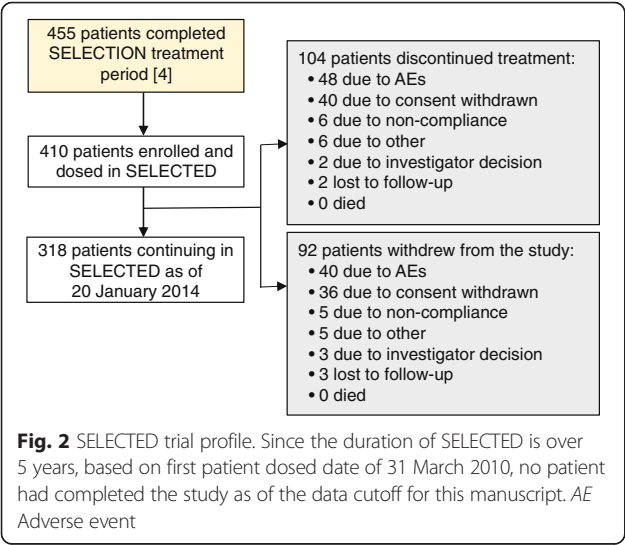 455 patients completed
SELECTION treatment
period [4]
410 patients enrolled and
dosed in SELECTED
318 patients continuing in
SELECTED as of
20 January 2014
104 patients discontinued treatment:
• 48 due to AEs
• 40 due to consent withdrawn
• 6 due to non-compliance
• 6 due to other
• 2 due to investigator decision
• 2 lost to follow-up
• 0 died
92 patients withdrew from the study:
• 40 due to AEs
• 36 due to consent withdrawn
• 5 due to non-compliance
• 5 due to other
• 3 due to investigator decision
• 3 lost to follow-up
• 0 died
Fig. 2 SELECTED trial profile. Since the duration of SELECTED is over
5 years, based on first patient dosed date of 31 March 2010, no patient
had completed the study as of the data cutoff for this manuscript. AE
Adverse event